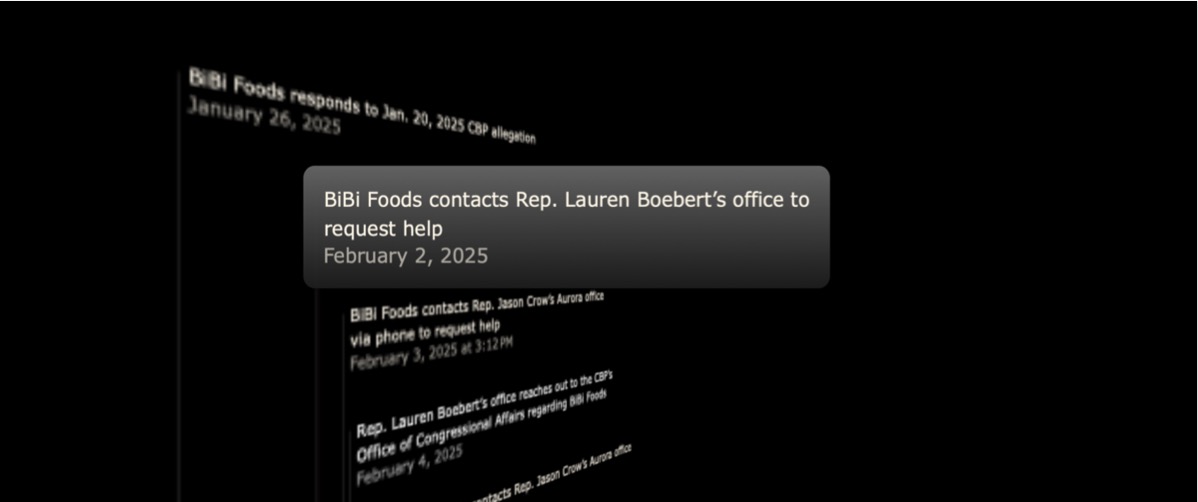 BiBi Foods responds to Jan. 20, 2025 CBP allegation
January 26, 2025
BiBi Foods contacts Rep. Lauren Boebert’s office to
request help
February 2, 2025
BiBi Foods contacts Rep. Jason Crow’s Aurora office
via phone to request help
February 3, 2025 at 3:12 PM
Rep. Lauren Boebert’s office reaches out to the CBP’s
Office of Congressional Affairs regarding BiBi Foods
February 4, 2025
Rep. Jason Crow’s Aurora office